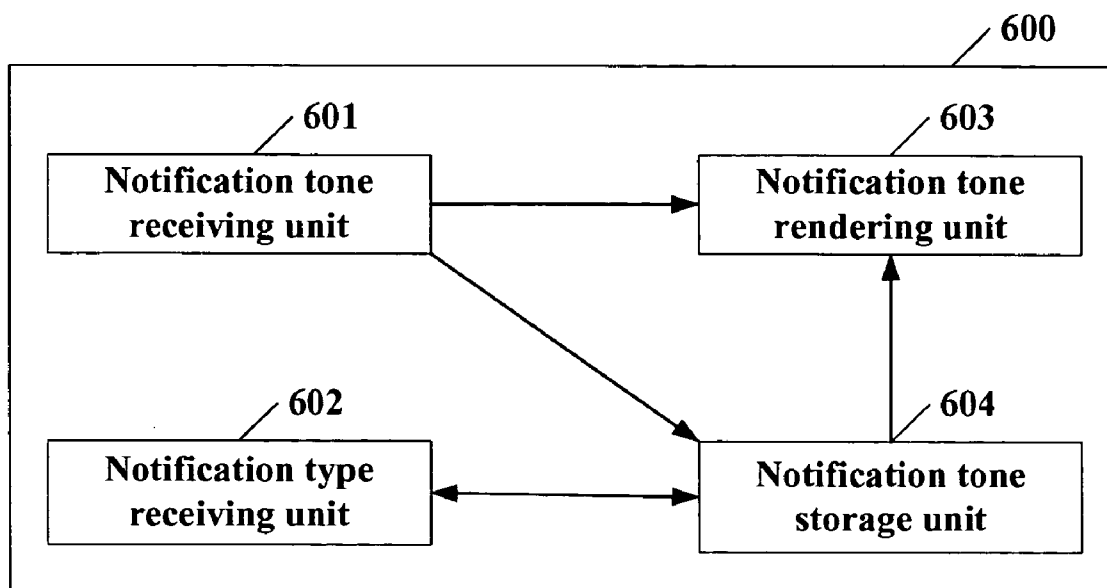 600
601
603
Notification tone
receiving unit
Notification tone
rendering unit
602
604
Notification type
receiving unit
Notification tone
storage unit